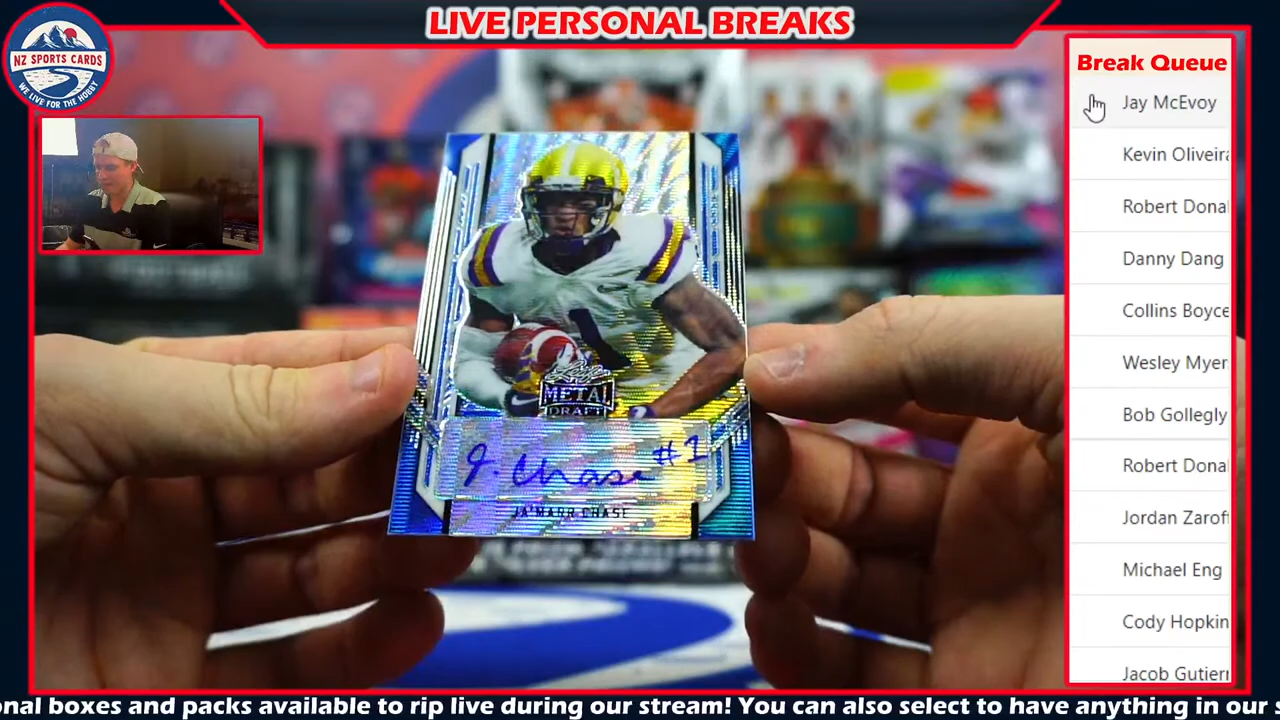 LIVE PERSONAL BREAKS
NZ SPORTS CARDS
WE LIVE FOR THE HOBBY
Break Queue
Jay McEvoy
Kevin Oliveira
Robert Donal
Danny Dang
Collins Boyce
Wesley Myer
Bob Gollegly
Robert Donal
Jordan Zarof
Michael Eng
Cody Hopkin
Jacob Gutierr
1
Leaf
METAL
DRAFT
J. Chase #1
JA'MARR CHASE
onal boxes and packs available to rip live during our stream! You can also select to have anything in our s